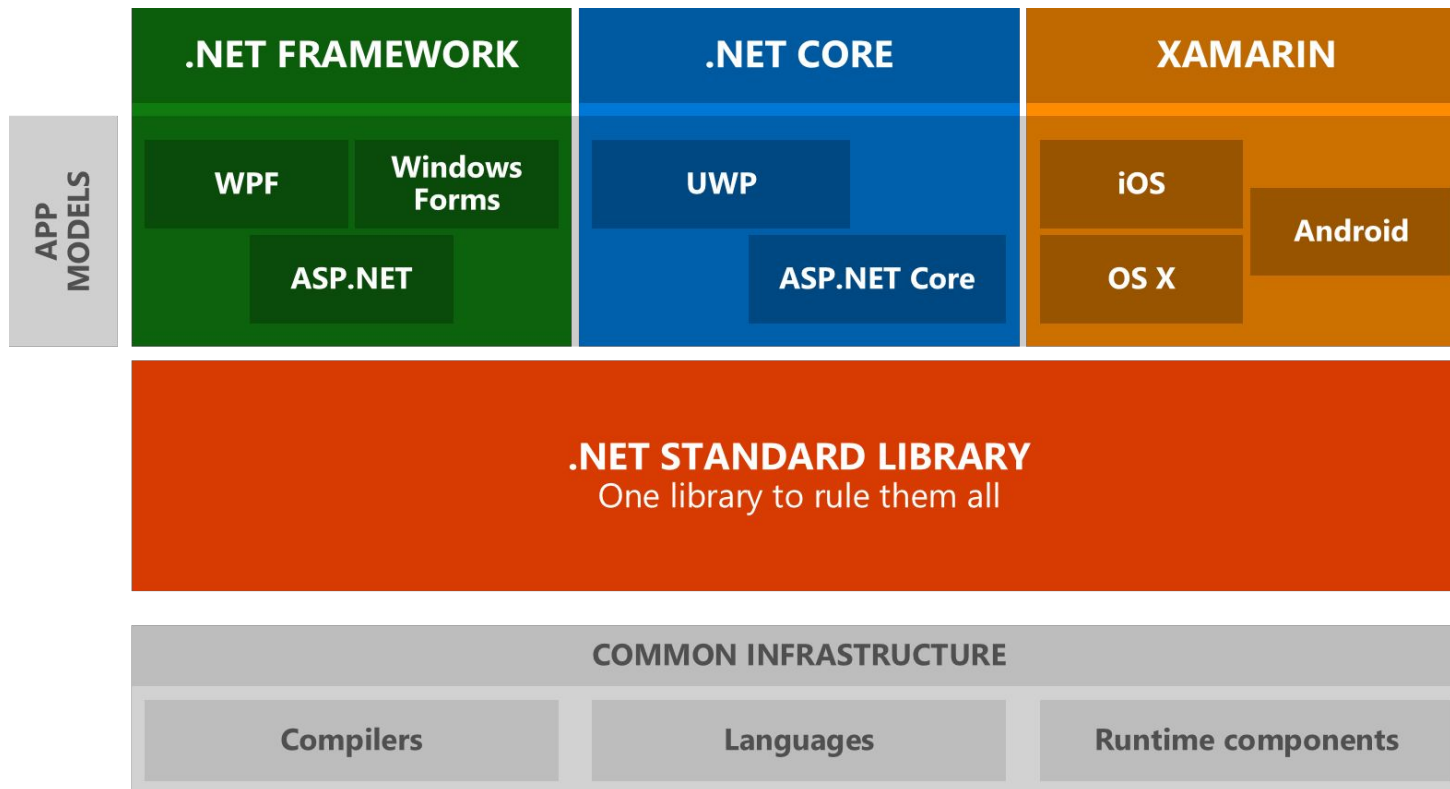 .NET FRAMEWORK
.NET CORE
XAMARIN
APP
MODELS
WPF
Windows
Forms
ASP.NET
UWP
ASP.NET Core
iOS
Android
OS X
.NET STANDARD LIBRARY
One library to rule them all
COMMON INFRASTRUCTURE
Compilers
Languages
Runtime components